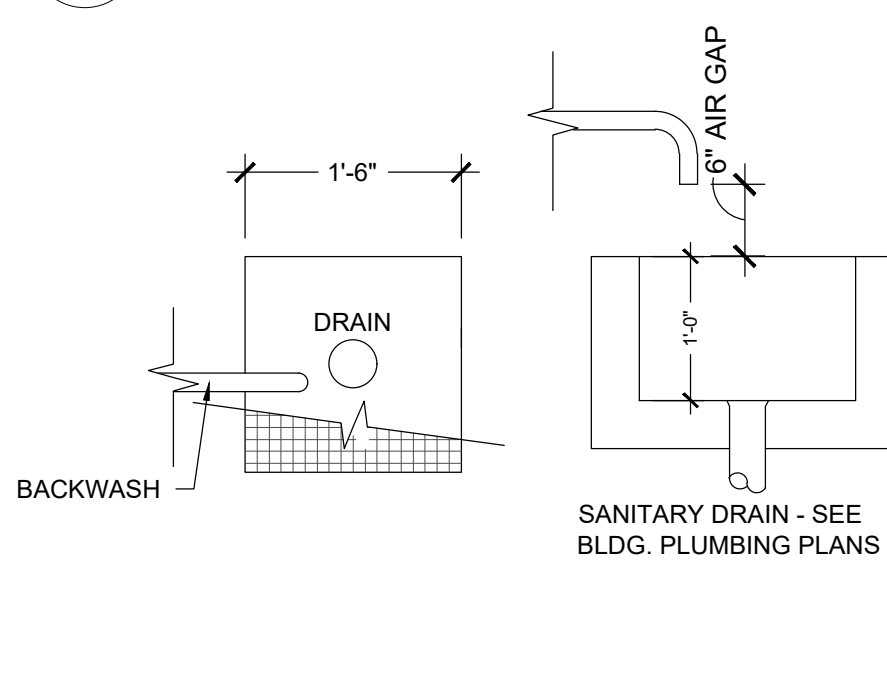 6" AIR GAP
1'-6"
DRAIN
1'-0"
BACKWASH
SANITARY DRAIN - SEE
BLDG. PLUMBING PLANS